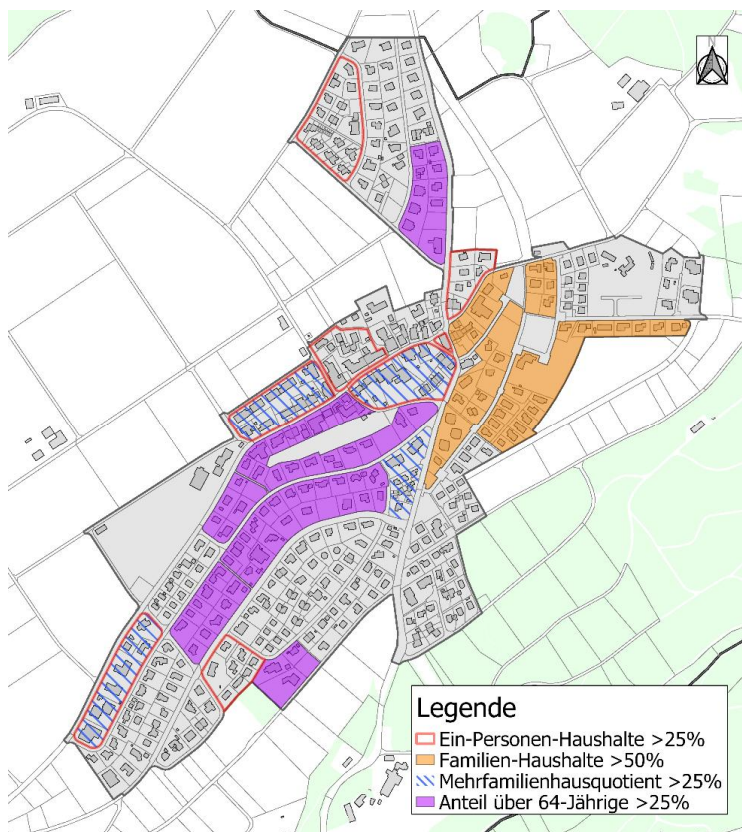 Legende
Ein-Personen-Haushalte >25%
Familien-Haushalte >50%
Mehrfamilienhausquotient >25%
Anteil über 64-Jährige >25%